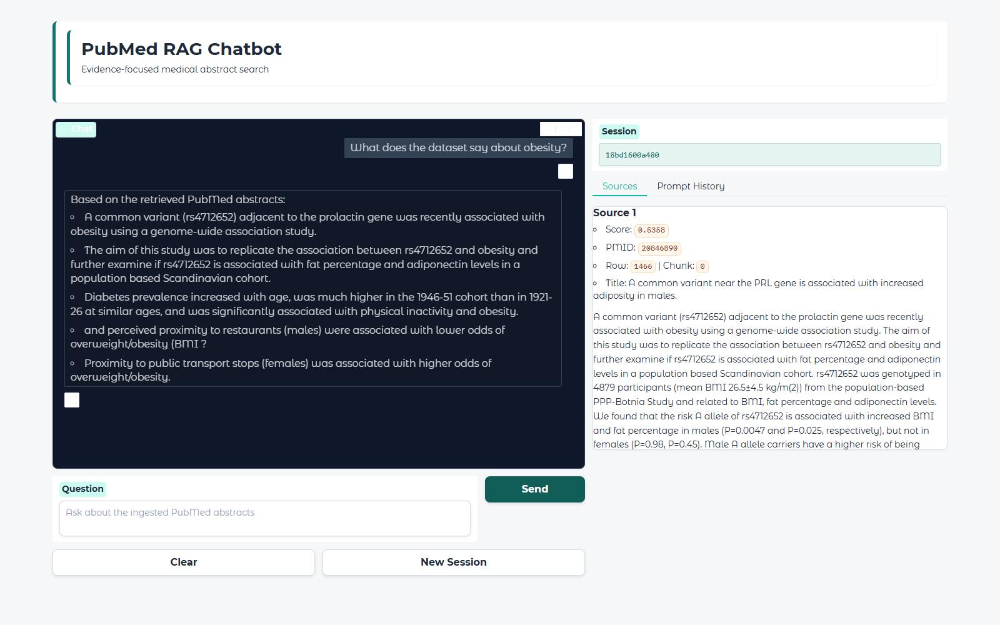 PubMed RAG Chatbot
Evidence-focused medical abstract search
Chat
What does the dataset say about obesity?
Based on the retrieved PubMed abstracts:
◦ A common variant (rs4712652) adjacent to the prolactin gene was recently associated with
obesity using a genome-wide association study.
◦ The aim of this study was to replicate the association between rs4712652 and obesity and
further examine if rs4712652 is associated with fat percentage and adiponectin levels in a
population based Scandinavian cohort.
◦ Diabetes prevalence increased with age, was much higher in the 1946-51 cohort than in 1921-
26 at similar ages, and was significantly associated with physical inactivity and obesity.
◦ and perceived proximity to restaurants (males) were associated with lower odds of
overweight/obesity (BMI ?
◦ Proximity to public transport stops (females) was associated with higher odds of
overweight/obesity.
Question
Ask about the ingested PubMed abstracts
Send
Clear
New Session
Session
18bd1600a480
Sources
Prompt History
Source 1
◦ Score: 0.5358
◦ PMID: 20846890
◦ Row: 1466 | Chunk: 0
◦ Title: A common variant near the PRL gene is associated with increased
adiposity in males.
A common variant (rs4712652) adjacent to the prolactin gene was recently
associated with obesity using a genome-wide association study. The aim of
this study was to replicate the association between rs4712652 and obesity and
further examine if rs4712652 is associated with fat percentage and adiponectin
levels in a population based Scandinavian cohort. rs4712652 was genotyped in
4879 participants (mean BMI 26.5±4.5 kg/m(2)) from the population-based
PPP-Botnia Study and related to BMI, fat percentage and adiponectin levels.
We found that the risk A allele of rs4712652 is associated with increased BMI
and fat percentage in males (P=0.0047 and P=0.025, respectively), but not in
females (P=0.98, P=0.45). Male A allele carriers have a higher risk of being